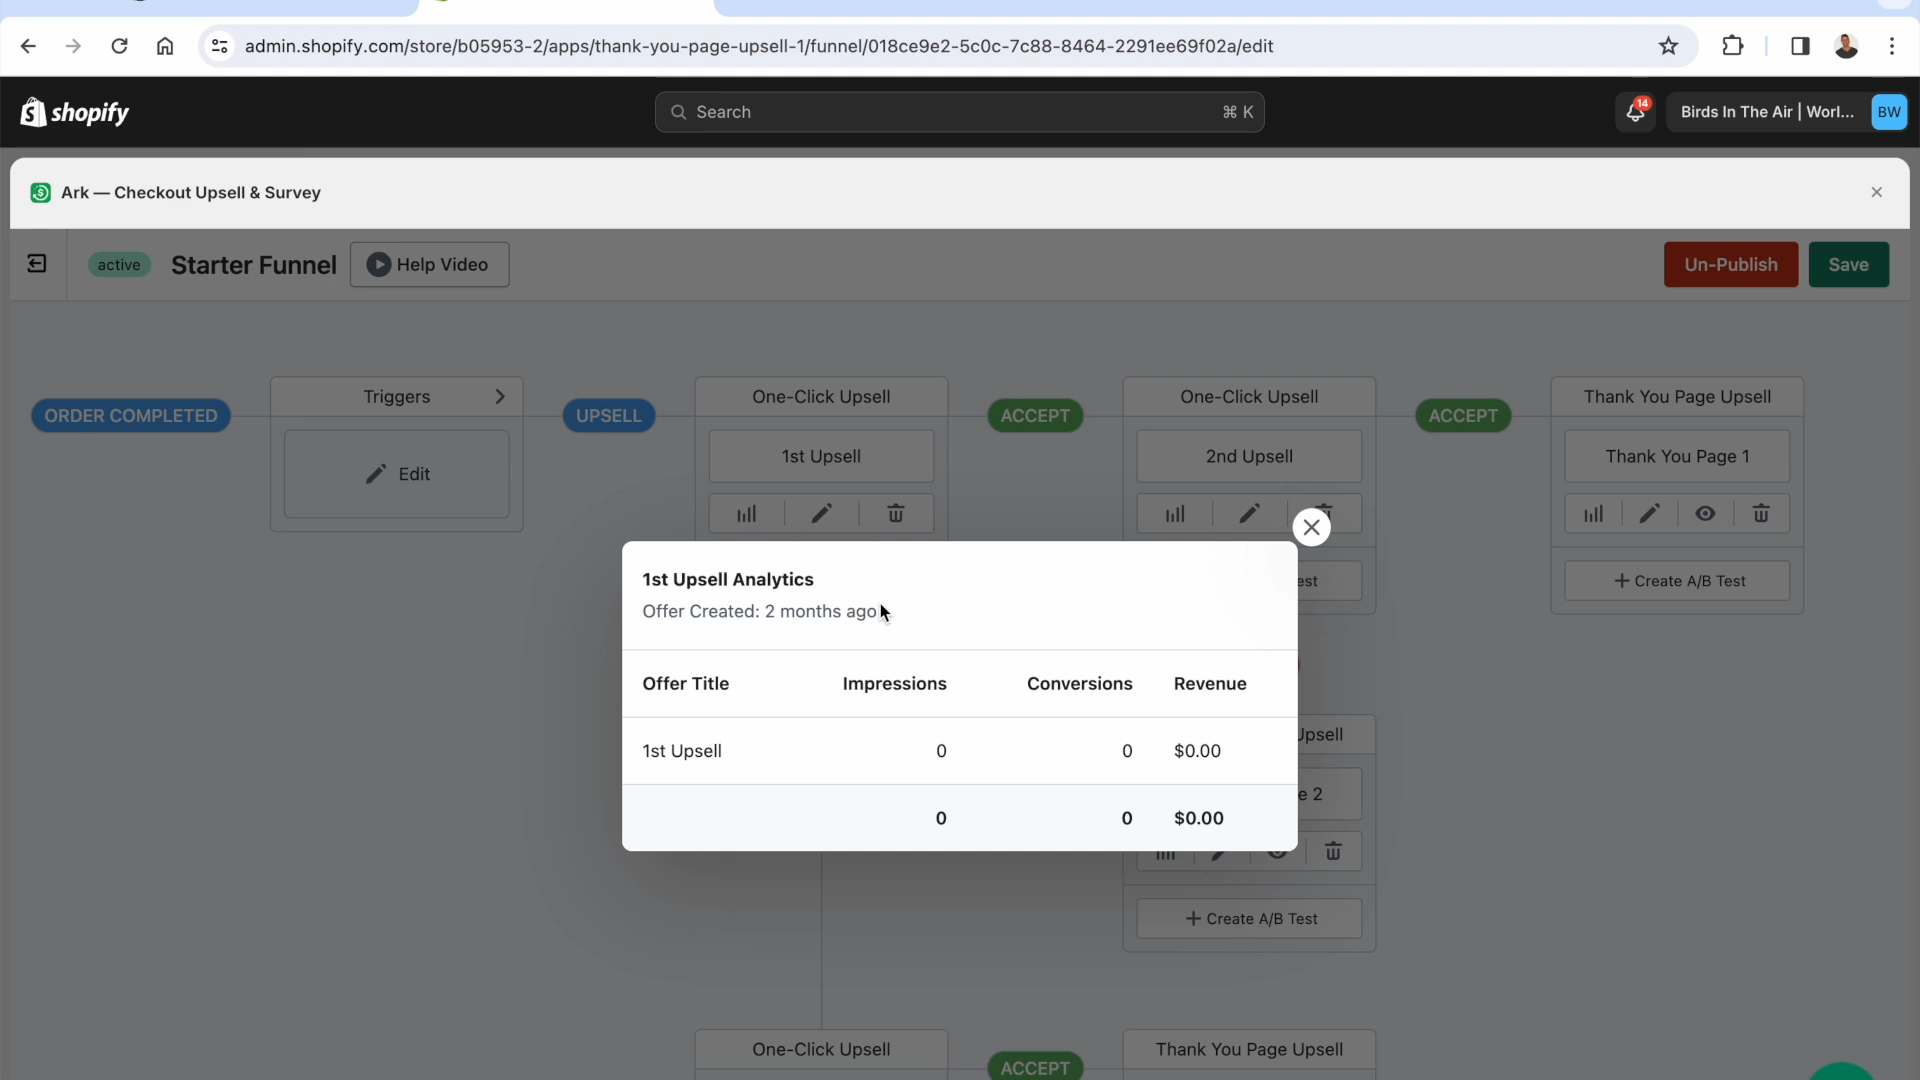 admin.shopify.com/store/b05953-2/apps/thank-you-page-upsell-1/funnel/018ce9e2-5c0c-7c88-8464-2291ee69f02a/edit
shopify
Search
⌘ K
14
Birds In The Air | Worl...
BW
Ark — Checkout Upsell & Survey
active
Starter Funnel
Help Video
Un-Publish
Save
ORDER COMPLETED
Triggers
Edit
UPSELL
One-Click Upsell
1st Upsell
ACCEPT
One-Click Upsell
2nd Upsell
ACCEPT
Thank You Page Upsell
Thank You Page 1
+ Create A/B Test
est
1st Upsell Analytics
Offer Created: 2 months ago
Offer Title Impressions Conversions Revenue
1st Upsell 0 0 $0.00
0 0 $0.00
Upsell
e 2
+ Create A/B Test
One-Click Upsell
ACCEPT
Thank You Page Upsell